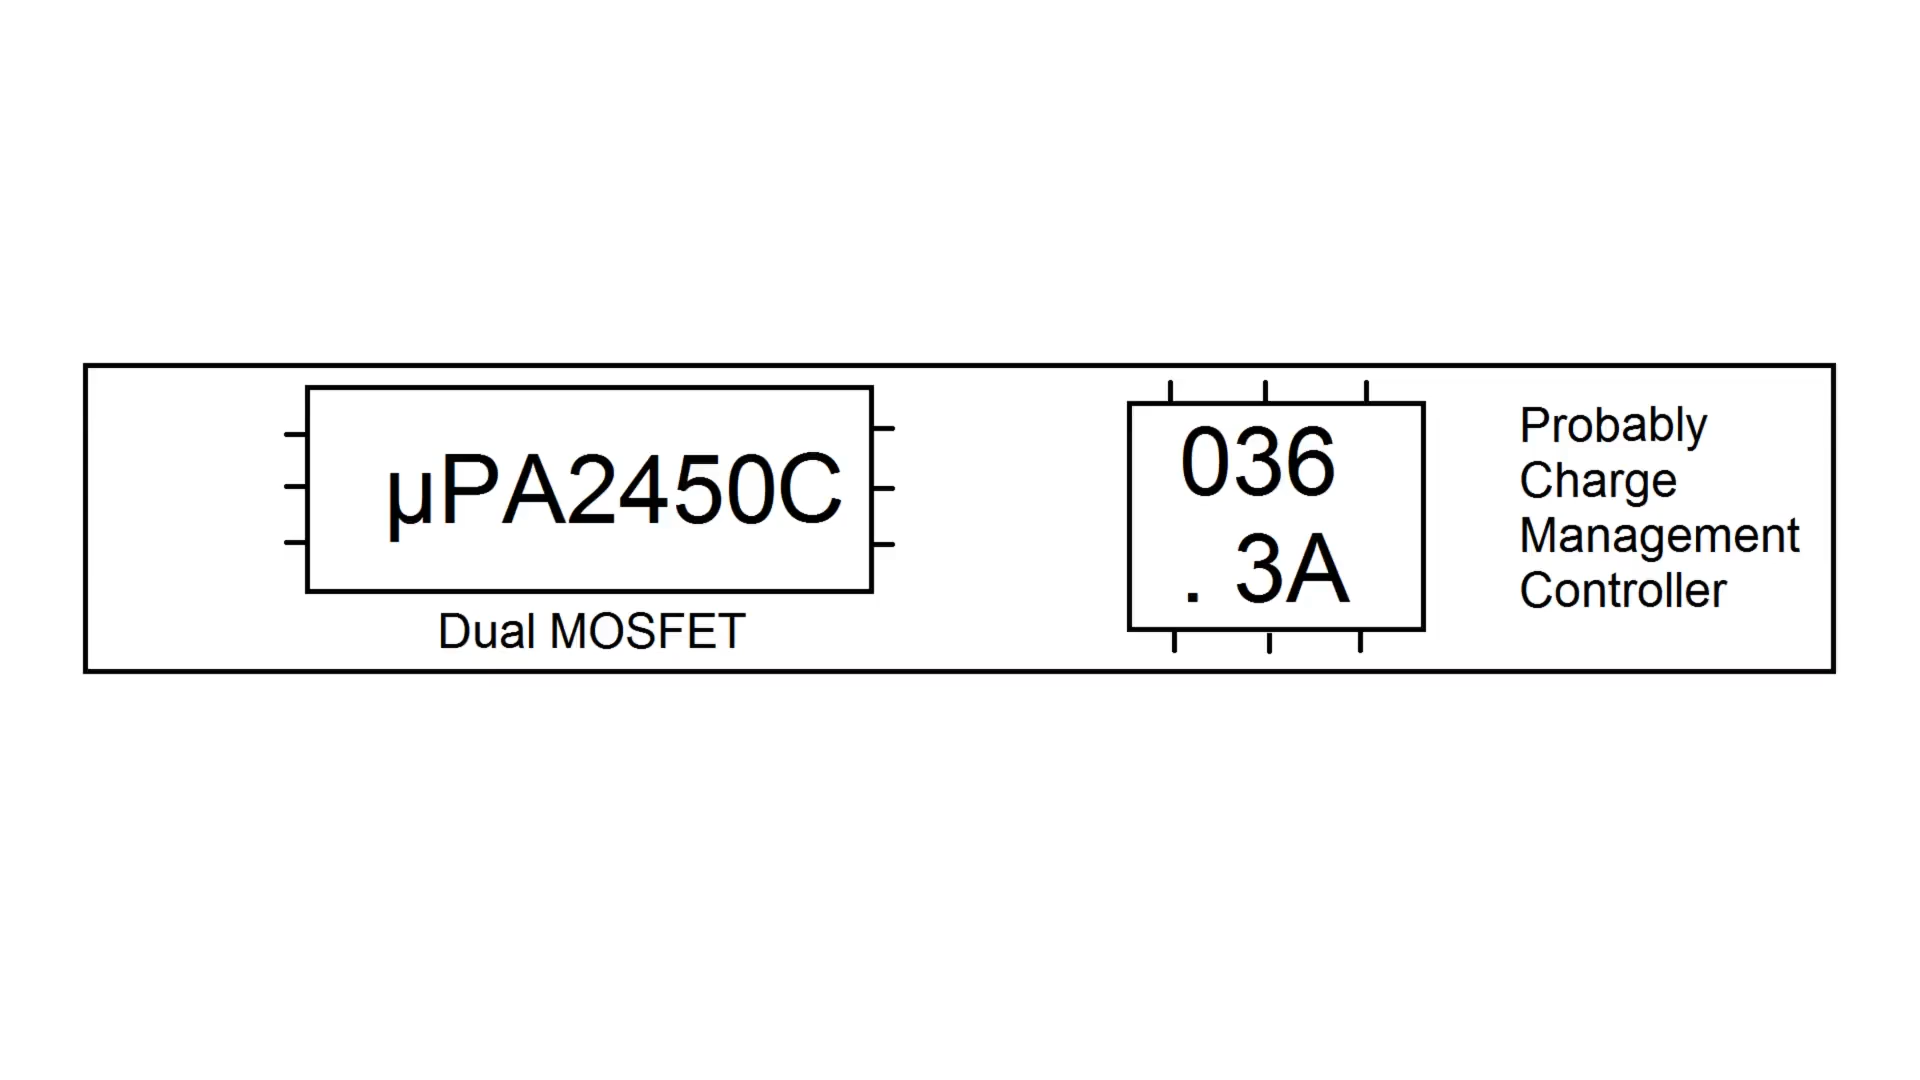 µPA2450C
Dual MOSFET
036
. 3A
Probably
Charge
Management
Controller